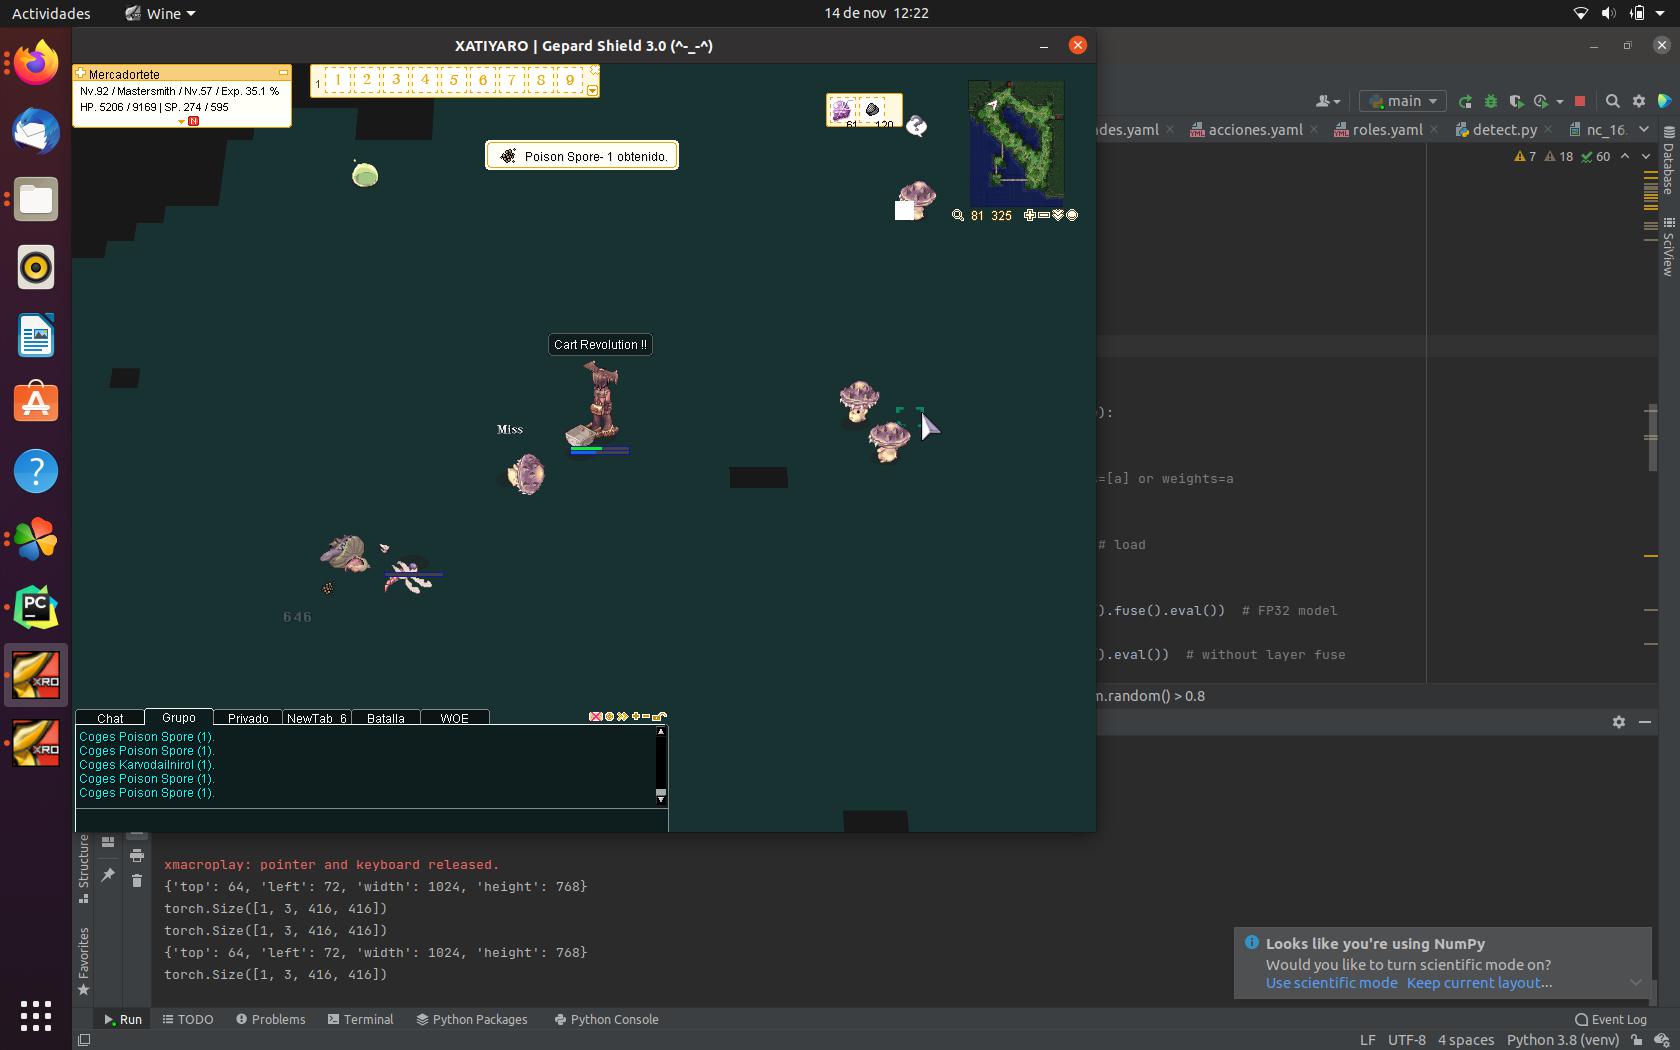 Actividades
Wine
14 de nov 12:22
XATIYARO | Gepard Shield 3.0 (^-_-^)
Mercadortete
Nv.92 / Mastersmith / Nv.57 / Exp. 35.1 %
HP. 5206 / 9169 | SP. 274 / 595
N
1 1 2 3 4 5 6 7 8 9
61 120
Poison Spore- 1 obtenido.
81 325
main
des.yaml
acciones.yaml
roles.yaml
detect.py
nc_16.
7 18 60
Database
SciView
Cart Revolution !!
Miss
646
):
=[a] or weights=a
# load
).fuse().eval()) # FP32 model
).eval()) # without layer fuse
m.random() > 0.8
PC
XRO
XRO
Chat
Grupo
Privado
NewTab_6
Batalla
WOE
Coges Poison Spore (1).
Coges Poison Spore (1).
Coges Karvodailnirol (1).
Coges Poison Spore (1).
Coges Poison Spore (1).
Structure
Favorites
xmacroplay: pointer and keyboard released.
{'top': 64, 'left': 72, 'width': 1024, 'height': 768}
torch.Size([1, 3, 416, 416])
torch.Size([1, 3, 416, 416])
{'top': 64, 'left': 72, 'width': 1024, 'height': 768}
torch.Size([1, 3, 416, 416])
Looks like you're using NumPy
Would you like to turn scientific mode on?
Use scientific mode Keep current layout...
Run
TODO
Problems
Terminal
Python Packages
Python Console
Event Log
LF UTF-8 4 spaces Python 3.8 (venv)